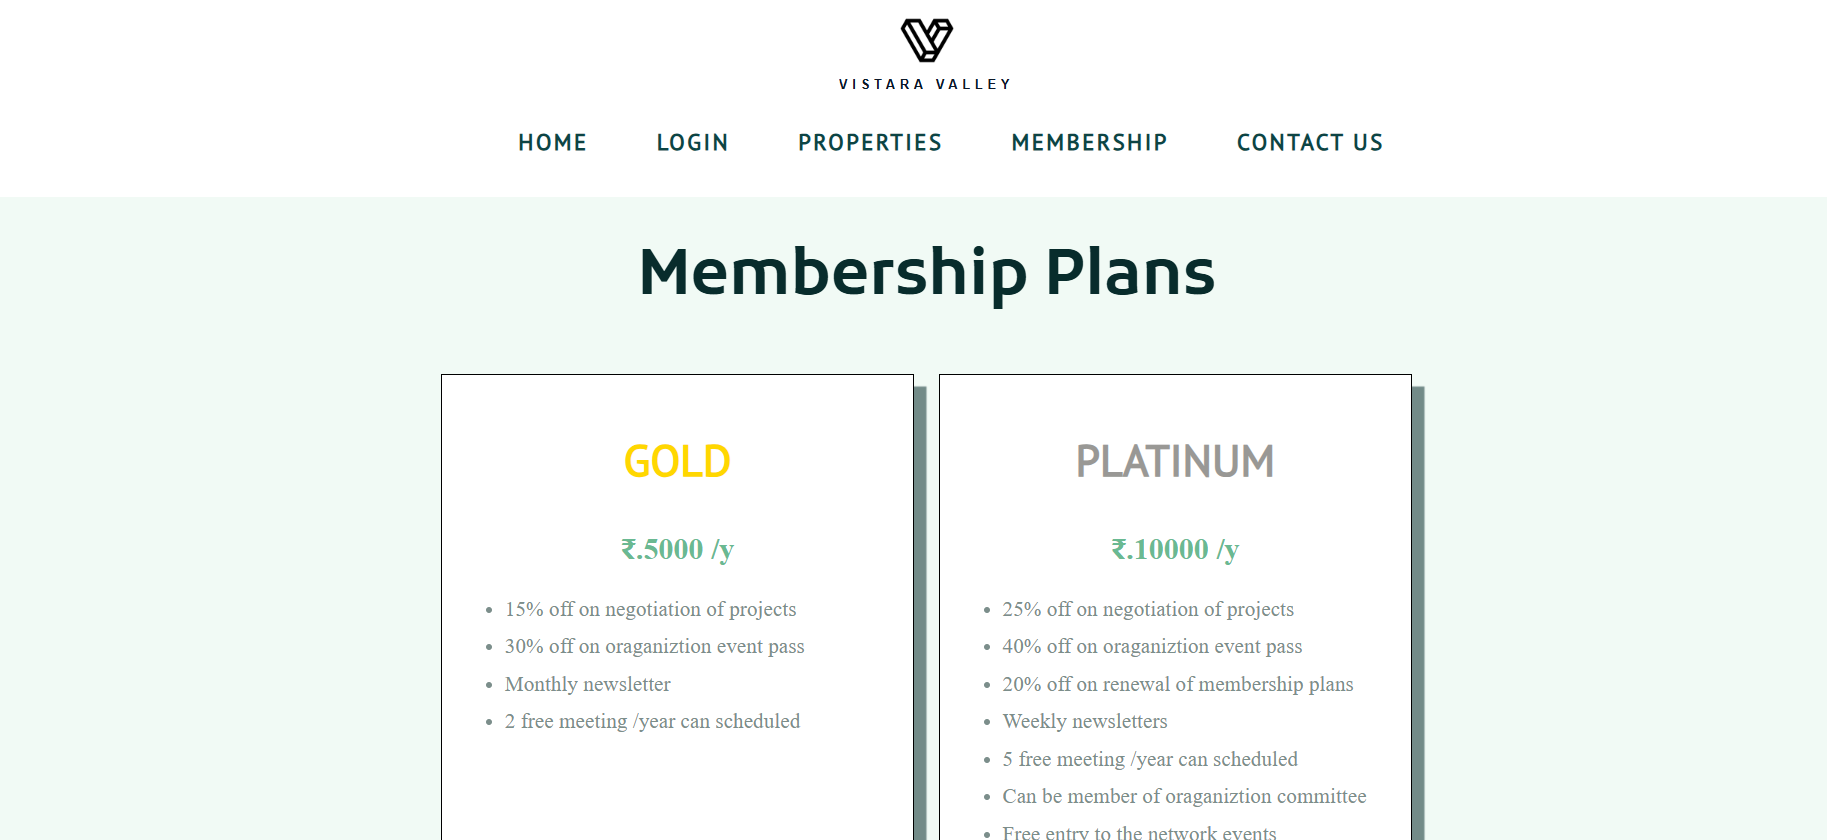 VISTARA VALLEY
HOME LOGIN PROPERTIES MEMBERSHIP CONTACT US
Membership Plans
GOLD
₹.5000 /y
• 15% off on negotiation of projects
• 30% off on oraganiztion event pass
• Monthly newsletter
• 2 free meeting /year can scheduled
PLATINUM
₹.10000 /y
• 25% off on negotiation of projects
• 40% off on oraganiztion event pass
• 20% off on renewal of membership plans
• Weekly newsletters
• 5 free meeting /year can scheduled
• Can be member of oraganiztion committee
• Free entry to the network events